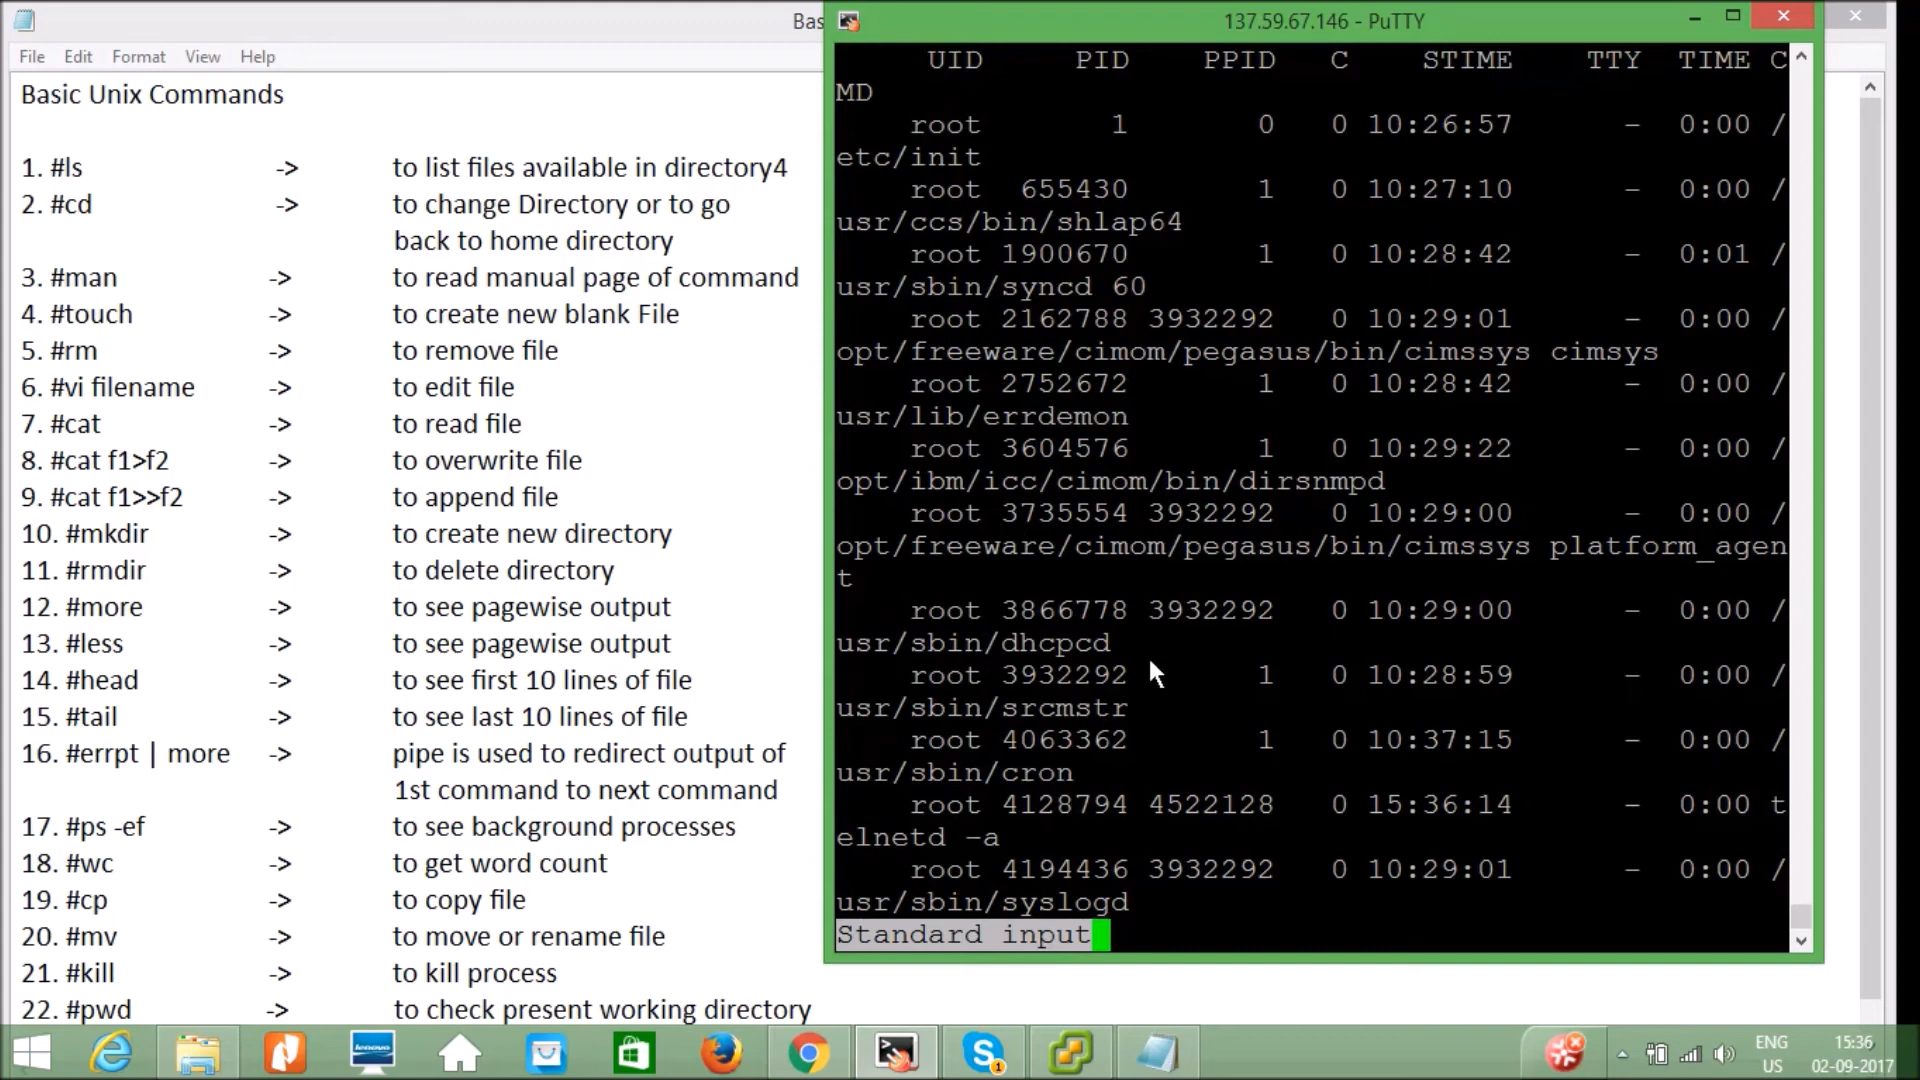 Bas
File Edit Format View Help
Basic Unix Commands
1. #ls -> to list files available in directory4
2. #cd -> to change Directory or to go
back to home directory
3. #man -> to read manual page of command
4. #touch -> to create new blank File
5. #rm -> to remove file
6. #vi filename -> to edit file
7. #cat -> to read file
8. #cat f1>f2 -> to overwrite file
9. #cat f1>>f2 -> to append file
10. #mkdir -> to create new directory
11. #rmdir -> to delete directory
12. #more -> to see pagewise output
13. #less -> to see pagewise output
14. #head -> to see first 10 lines of file
15. #tail -> to see last 10 lines of file
16. #errpt | more -> pipe is used to redirect output of
1st command to next command
17. #ps -ef -> to see background processes
18. #wc -> to get word count
19. #cp -> to copy file
20. #mv -> to move or rename file
21. #kill -> to kill process
22. #pwd -> to check present working directory
137.59.67.146 - PuTTY
UID PID PPID C STIME TTY TIME C
MD
root 1 0 0 10:26:57 - 0:00 /
etc/init
root 655430 1 0 10:27:10 - 0:00 /
usr/ccs/bin/shlap64
root 1900670 1 0 10:28:42 - 0:01 /
usr/sbin/syncd 60
root 2162788 3932292 0 10:29:01 - 0:00 /
opt/freeware/cimom/pegasus/bin/cimssys cimsys
root 2752672 1 0 10:28:42 - 0:00 /
usr/lib/errdemon
root 3604576 1 0 10:29:22 - 0:00 /
opt/ibm/icc/cimom/bin/dirsnmpd
root 3735554 3932292 0 10:29:00 - 0:00 /
opt/freeware/cimom/pegasus/bin/cimssys platform_agen
t
root 3866778 3932292 0 10:29:00 - 0:00 /
usr/sbin/dhcpcd
root 3932292 1 0 10:28:59 - 0:00 /
usr/sbin/srcmstr
root 4063362 1 0 10:37:15 - 0:00 /
usr/sbin/cron
root 4128794 4522128 0 15:36:14 - 0:00 t
elnetd -a
root 4194436 3932292 0 10:29:01 - 0:00 /
usr/sbin/syslogd
Standard input
lenovo
1
ENG 15:36
US 02-09-2017